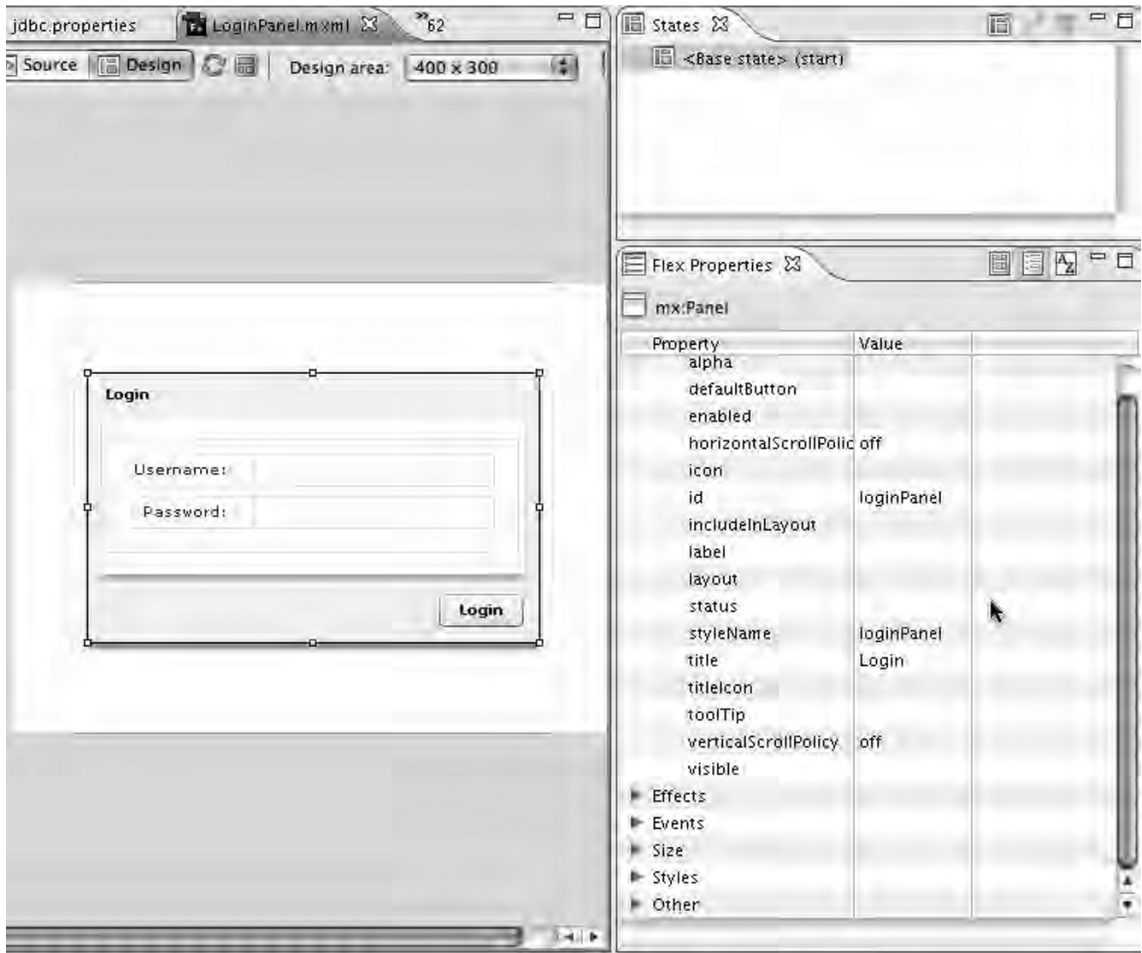 jdbc.properties
LoginPanel.mxml
»62
Source
Design
Design area:
400 x 300
Login
Username:
Password:
Login
States
<Base state> (start)
Flex Properties
mx:Panel
Property Value
alpha
defaultButton
enabled
horizontalScrollPolic off
icon
id loginPanel
includeInLayout
label
layout
status
styleName loginPanel
title Login
titleIcon
toolTip
verticalScrollPolicy off
visible
Effects
Events
Size
Styles
Other